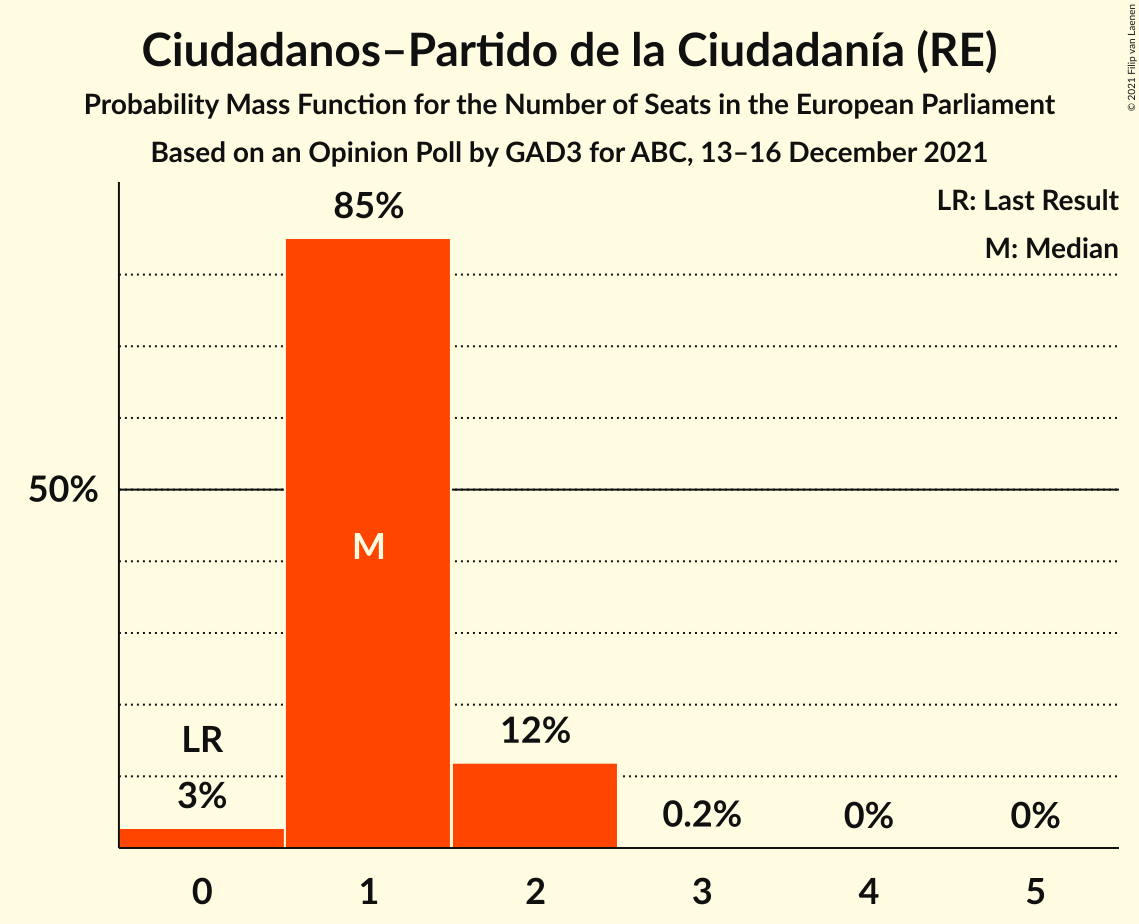 Ciudadanos–Partido de la Ciudadanía (RE)
Probability Mass Function for the Number of Seats in the European Parliament
Based on an Opinion Poll by GAD3 for ABC, 13–16 December 2021
© 2021 Filip van Laenen
LR: Last Result
M: Median
85%
50%
M
LR
3%
12%
0.2%
0%
0%
0 1 2 3 4 5